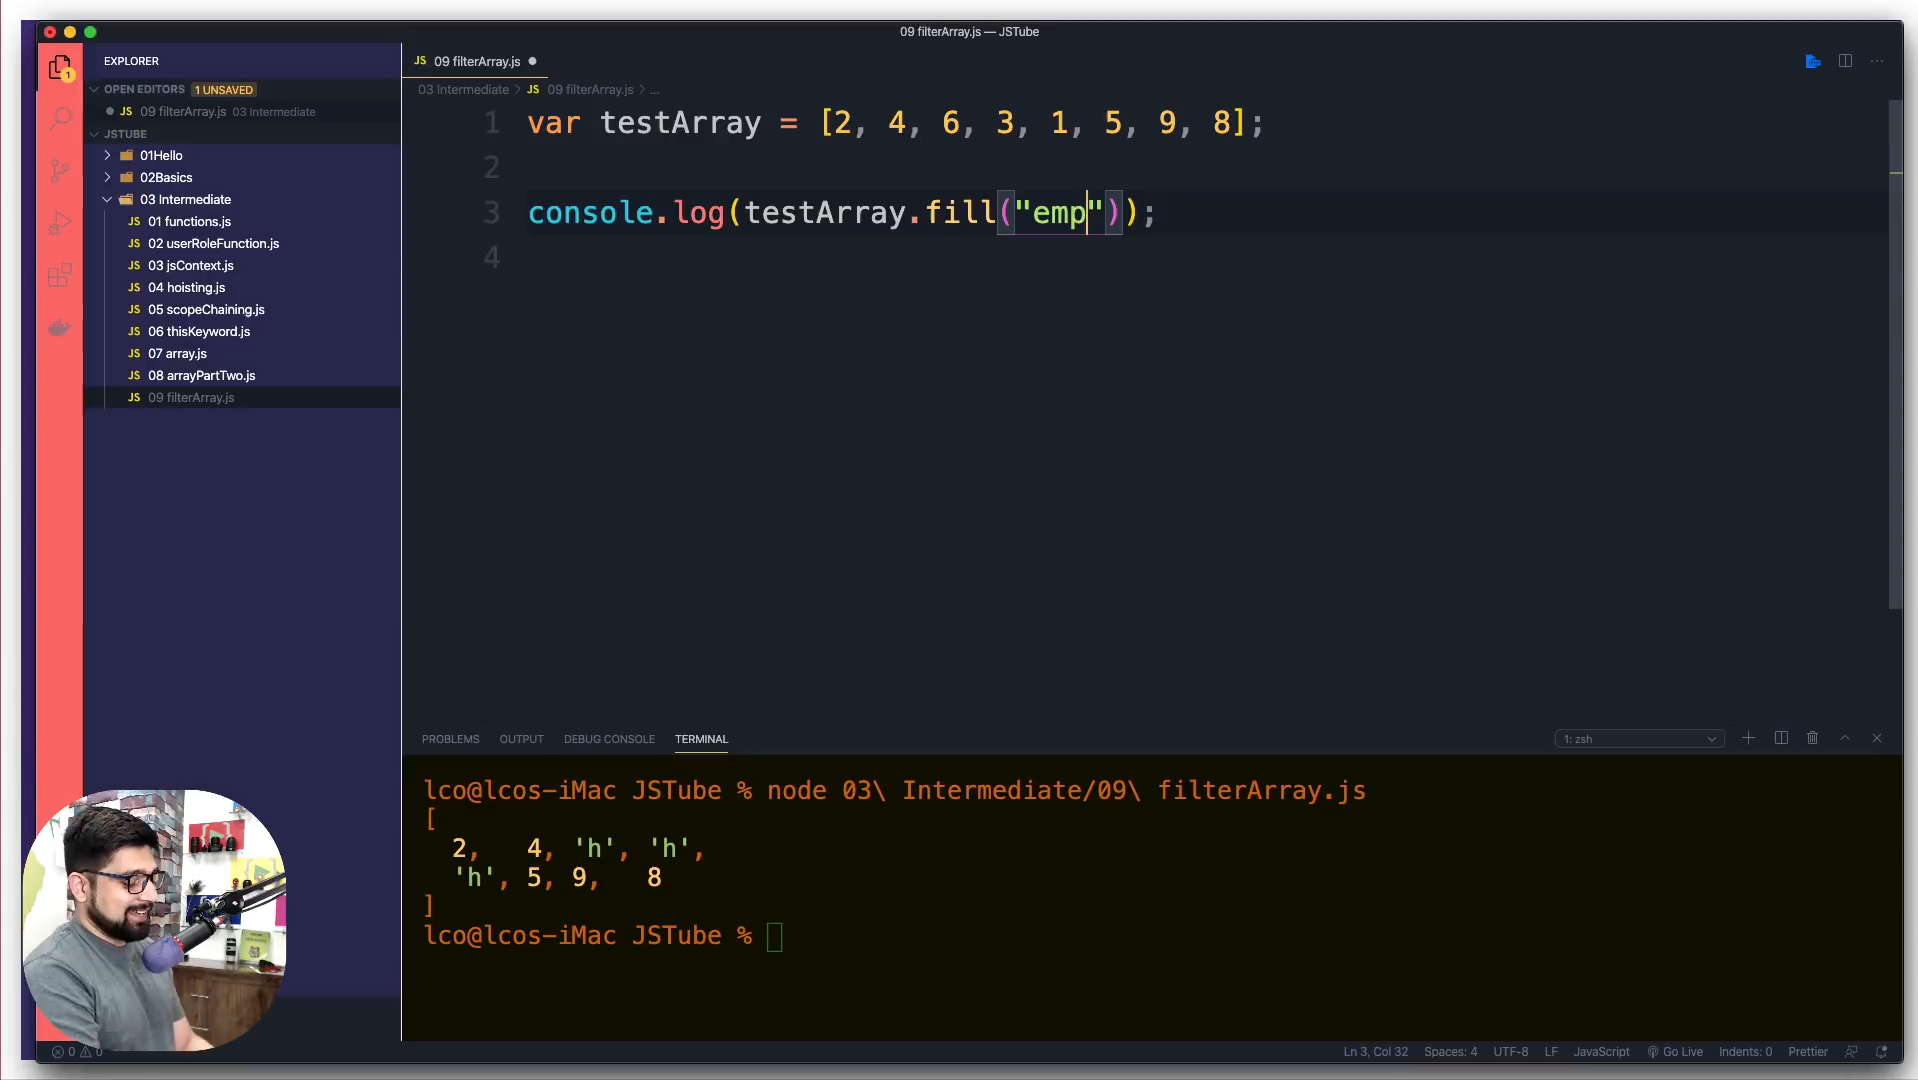 09 filterArray.js — JSTube
EXPLORER
OPEN EDITORS 1 UNSAVED
JS 09 filterArray.js 03 Intermediate
JSTUBE
01Hello
02Basics
03 Intermediate
JS 01 functions.js
JS 02 userRoleFunction.js
JS 03 jsContext.js
JS 04 hoisting.js
JS 05 scopeChaining.js
JS 06 thisKeyword.js
JS 07 array.js
JS 08 arrayPartTwo.js
JS 09 filterArray.js
1
JS 09 filterArray.js
03 Intermediate > JS 09 filterArray.js > ...
1 var testArray = [2, 4, 6, 3, 1, 5, 9, 8];
2
3 console.log(testArray.fill("emp"));
4
PROBLEMS OUTPUT DEBUG CONSOLE TERMINAL 1: zsh
lco@lcos-iMac JSTube % node 03\ Intermediate/09\ filterArray.js
[
2, 4, 'h', 'h',
'h', 5, 9, 8
]
lco@lcos-iMac JSTube %
0 0 Ln 3, Col 32 Spaces: 4 UTF-8 LF JavaScript Go Live Indents: 0 Prettier